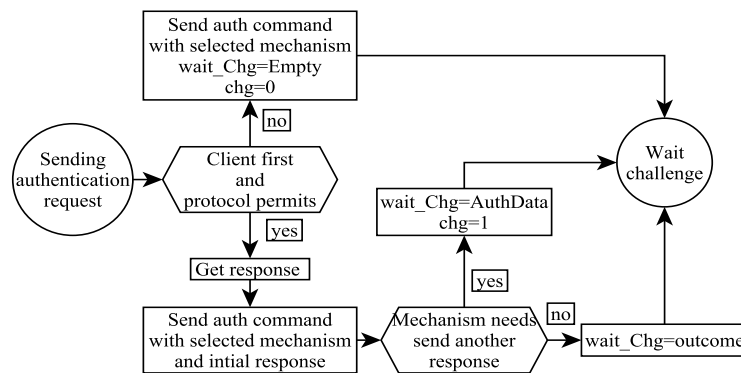 Send auth command
with selected mechanism
wait_Chg=Empty
chg=0
no
Sending
authentication
request
Client first
and
protocol permits
Wait
challenge
wait_Chg=AuthData
chg=1
yes
Get response
yes
Send auth command
with selected mechanism
and intial response
Mechanism needs
send another
response
no
wait_Chg=outcome